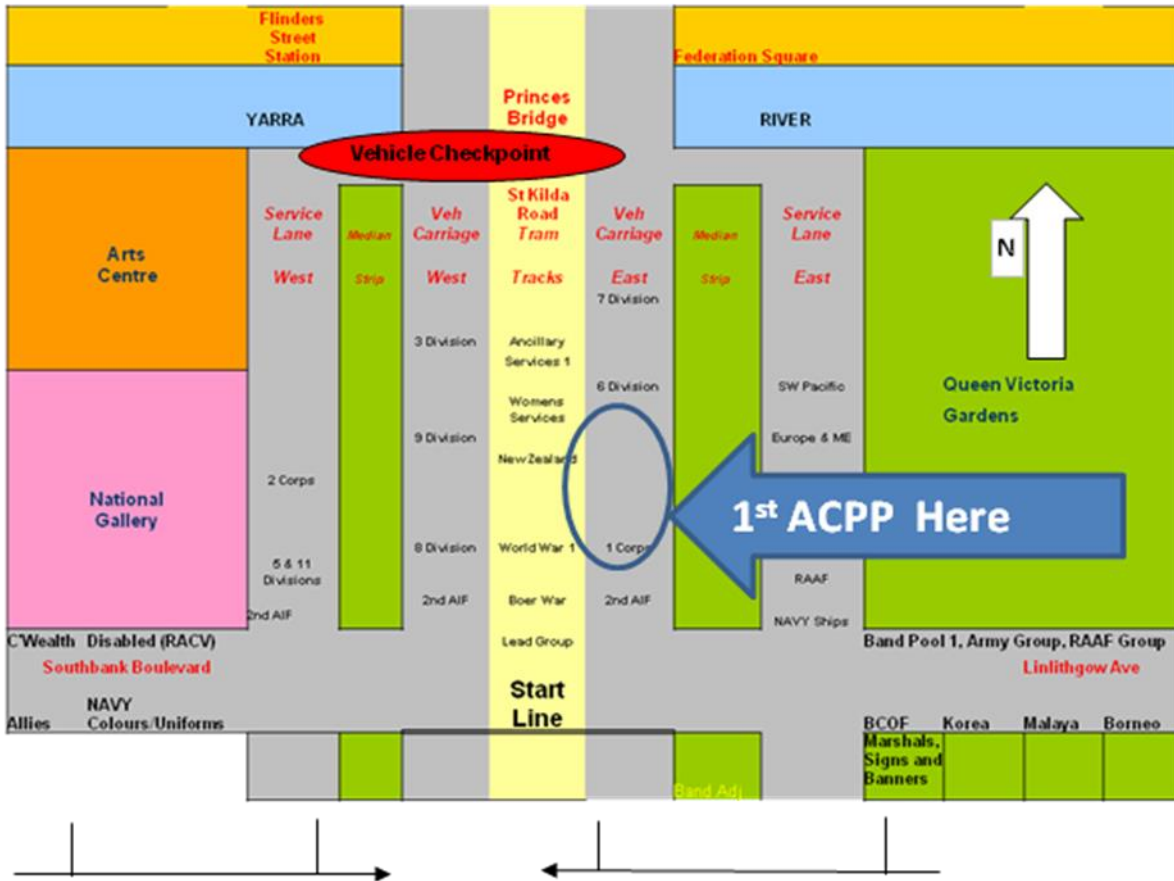 Flinders
Street
Station
Federation Square
YARRA
Princes
Bridge
RIVER
Vehicle Checkpoint
Arts
Centre
Service
Lane
West
Median
Strip
Veh
Carriage
West
St Kilda
Road
Tram
Tracks
Veh
Carriage
East
Median
Strip
Service
Lane
East
N
7 Division
3 Division
Ancillary
Services 1
6 Division
SW Pacific
Queen Victoria
Gardens
Womens
Services
9 Division
Europe & ME
New Zealand
2 Corps
National
Gallery
1st ACPP Here
8 Division
World War 1
1 Corps
5 & 11
Divisions
RAAF
2nd AIF
2nd AIF
Boer War
2nd AIF
NAVY Ships
C'Wealth Disabled (RACV)
Lead Group
Band Pool 1, Army Group, RAAF Group
Southbank Boulevard
Linlithgow Ave
Start
Line
NAVY
Allies Colours/Uniforms
BCOF Korea Malaya Borneo
Marshals,
Signs and
Banners
Band Adj